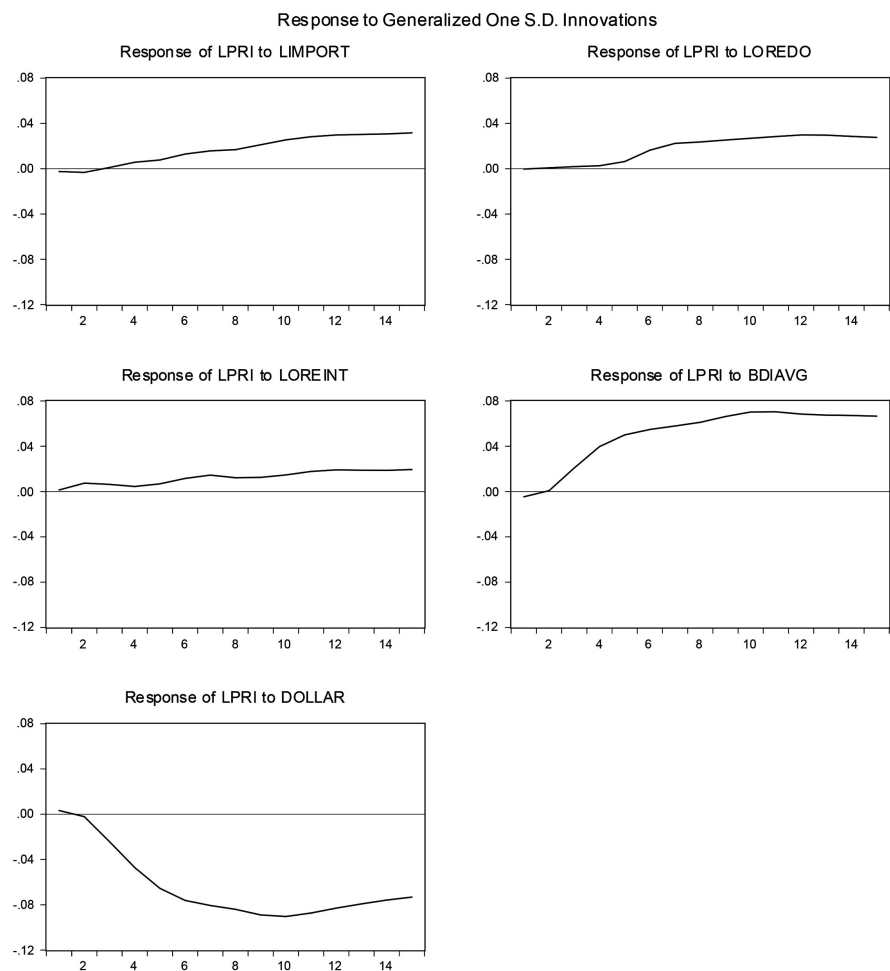 Response to Generalized One S.D. Innovations
Response of LPRI to LIMPORT
.08
.04
.00
-.04
-.08
-.12
2 4 6 8 10 12 14
Response of LPRI to LOREDO
.08
.04
.00
-.04
-.08
-.12
2 4 6 8 10 12 14
Response of LPRI to LOREINT
.08
.04
.00
-.04
-.08
-.12
2 4 6 8 10 12 14
Response of LPRI to BDIAVG
.08
.04
.00
-.04
-.08
-.12
2 4 6 8 10 12 14
Response of LPRI to DOLLAR
.08
.04
.00
-.04
-.08
-.12
2 4 6 8 10 12 14